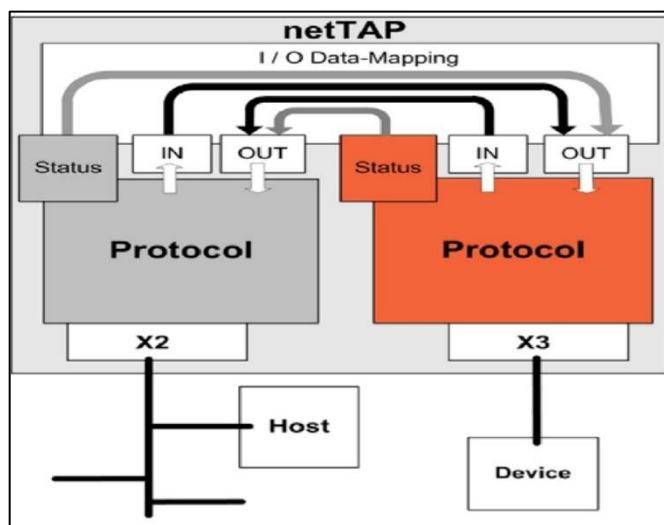 netTAP
I / O Data-Mapping
Status IN OUT Status IN OUT
Protocol Protocol
X2 X3
Host
Device